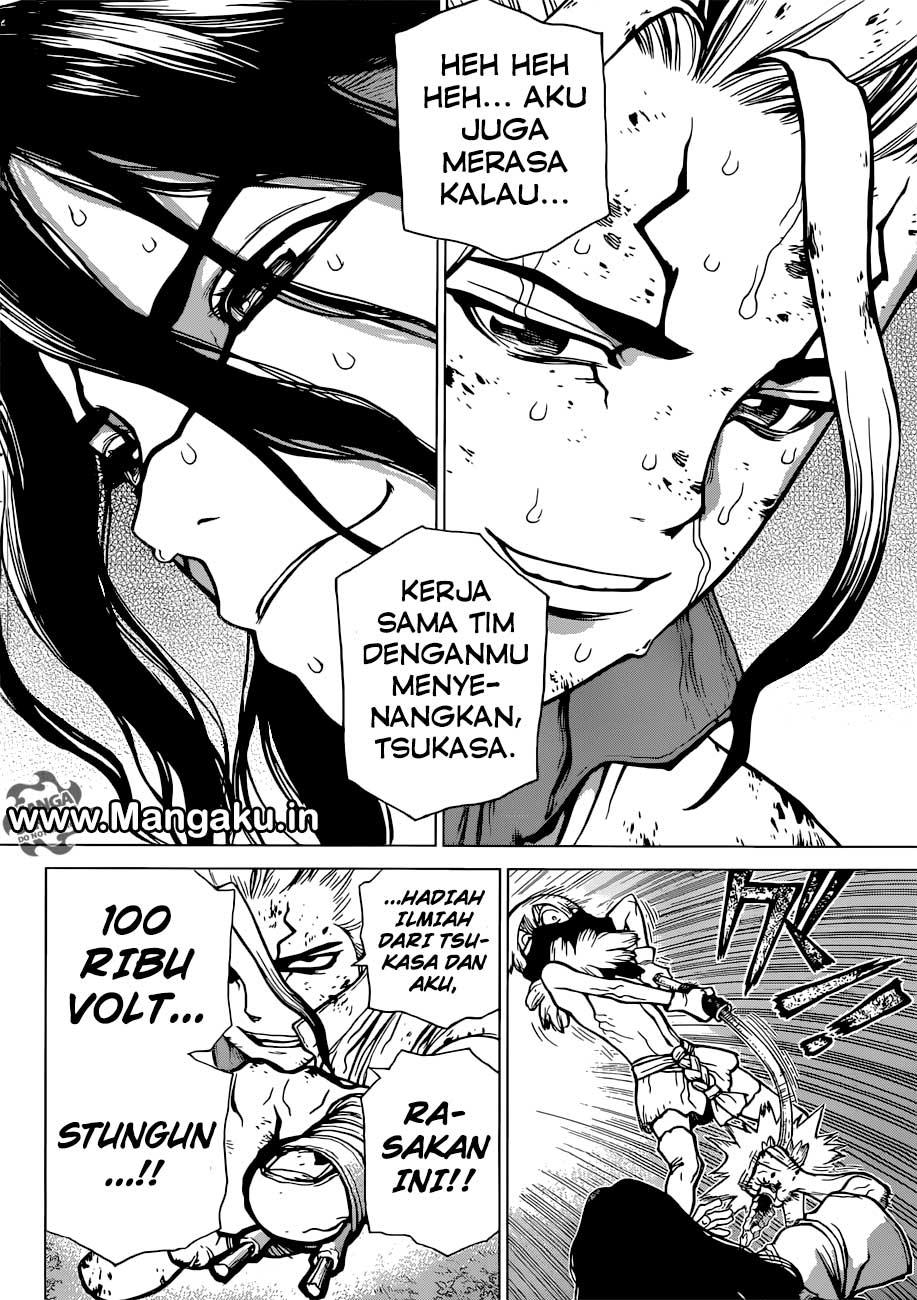 HEH HEH
HEH... AKU
JUGA
MERASA
KALAU...
KERJA
SAMA TIM
DENGANMU
MENYE-
NANGKAN,
TSUKASA.
MANGA
www.Mangaku.in
...HADIAH
ILMIAH
DARI TSU-
KASA DAN
AKU,
100
RIBU
VOLT...
STUNGUN
...!!
RA-
SAKAN
INI!!